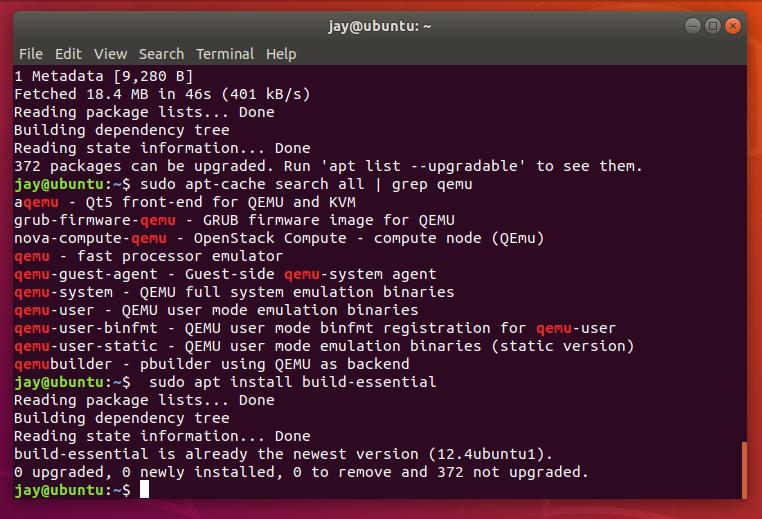 jay@ubuntu: ~
File Edit View Search Terminal Help
1 Metadata [9,280 B]
Fetched 18.4 MB in 46s (401 kB/s)
Reading package lists... Done
Building dependency tree
Reading state information... Done
372 packages can be upgraded. Run 'apt list --upgradable' to see them.
jay@ubuntu:~$ sudo apt-cache search all | grep qemu
aqemu - Qt5 front-end for QEMU and KVM
grub-firmware-qemu - GRUB firmware image for QEMU
nova-compute-qemu - OpenStack Compute - compute node (QEmu)
qemu - fast processor emulator
qemu-guest-agent - Guest-side qemu-system agent
qemu-system - QEMU full system emulation binaries
qemu-user - QEMU user mode emulation binaries
qemu-user-binfmt - QEMU user mode binfmt registration for qemu-user
qemu-user-static - QEMU user mode emulation binaries (static version)
qemubuilder - pbuilder using QEMU as backend
jay@ubuntu:~$  sudo apt install build-essential
Reading package lists... Done
Building dependency tree
Reading state information... Done
build-essential is already the newest version (12.4ubuntu1).
0 upgraded, 0 newly installed, 0 to remove and 372 not upgraded.
jay@ubuntu:~$